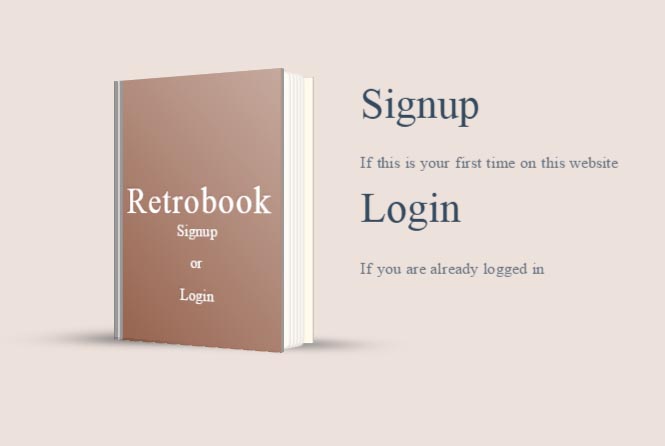 Retrobook
Signup
or
Login
Signup
If this is your first time on this website
Login
If you are already logged in